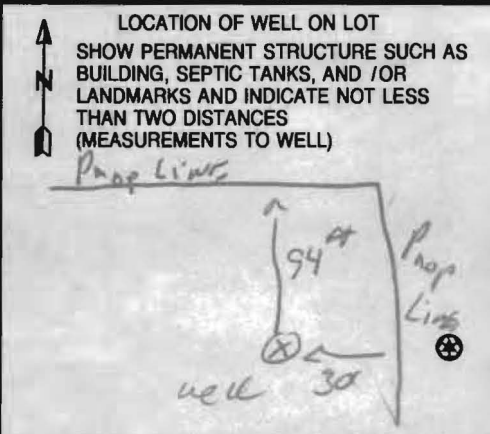 LOCATION OF WELL ON LOT
SHOW PERMANENT STRUCTURE SUCH AS
BUILDING, SEPTIC TANKS, AND / OR
LANDMARKS AND INDICATE NOT LESS
THAN TWO DISTANCES
(MEASUREMENTS TO WELL)
N
Prop Line
94 ft
Prop
Line
well
30